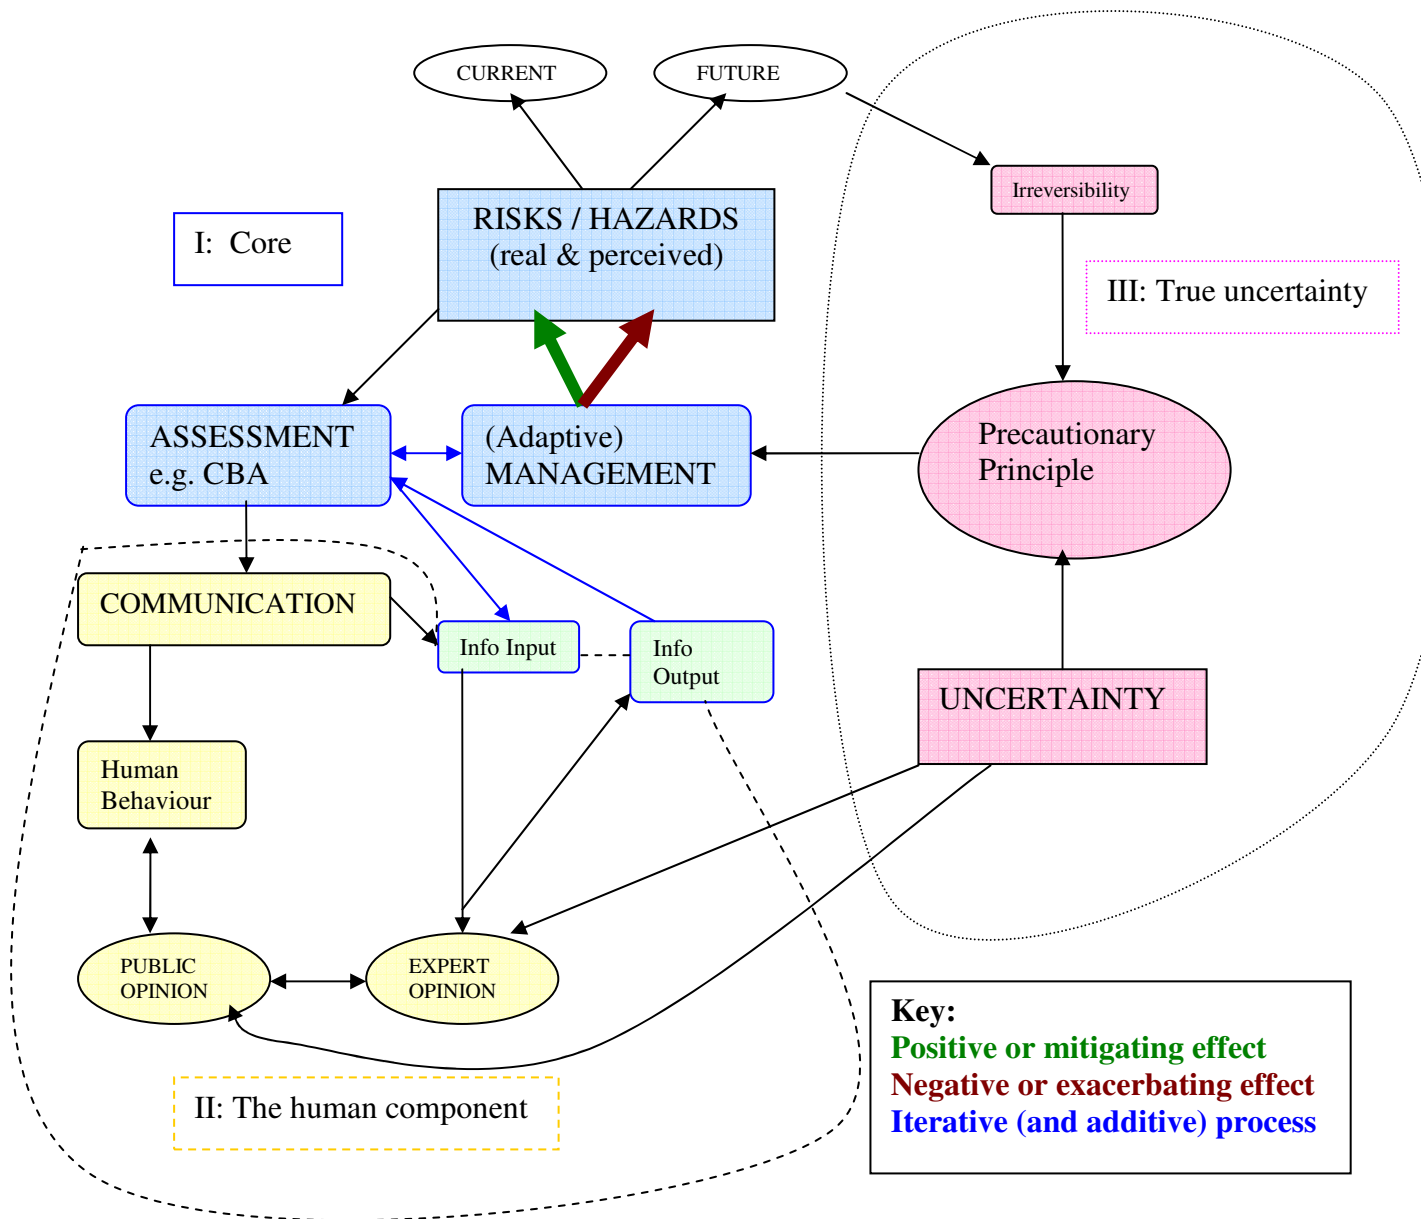 CURRENT
FUTURE
Irreversibility
RISKS / HAZARDS
(real & perceived)
I:  Core
III: True uncertainty
ASSESSMENT
e.g. CBA
(Adaptive)
MANAGEMENT
Precautionary
Principle
COMMUNICATION
Info Input
Info
Output
UNCERTAINTY
Human
Behaviour
PUBLIC
OPINION
EXPERT
OPINION
II: The human component
Key:
Positive or mitigating effect
Negative or exacerbating effect
Iterative (and additive) process